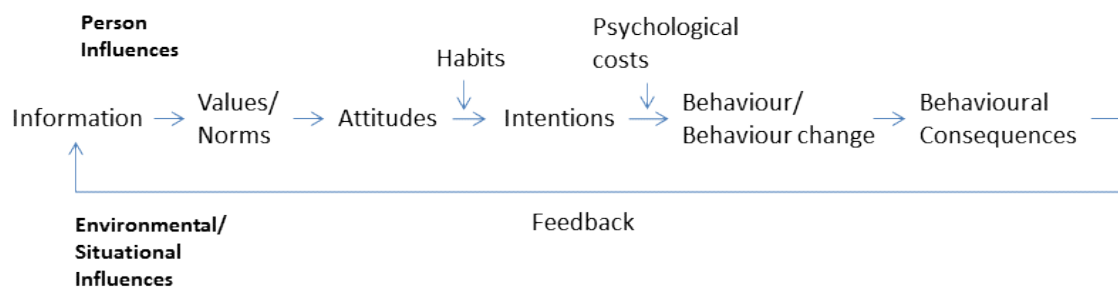 Person
Influences
Psychological
costs
Habits
Information
Values/
Norms
Attitudes
Intentions
Behaviour/
Behaviour change
Behavioural
Consequences
Feedback
Environmental/
Situational
Influences